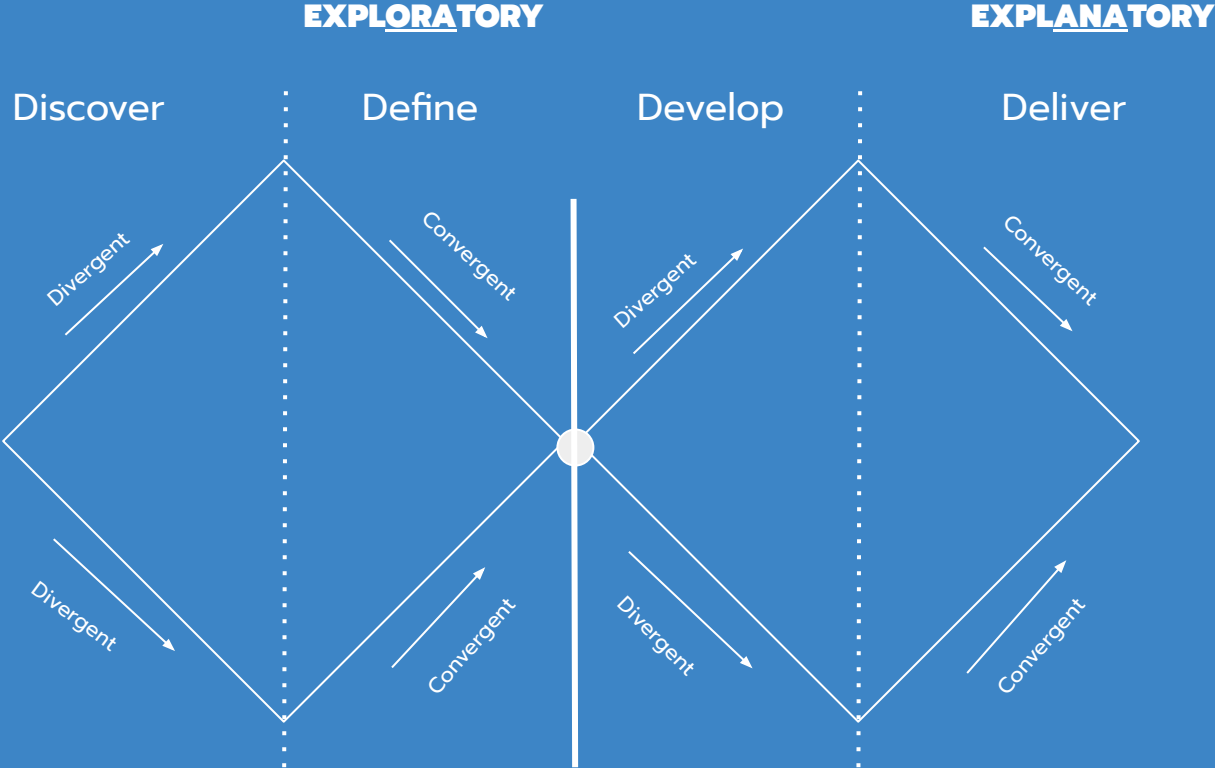 EXPLORATORY EXPLANATORY
Discover Define Develop Deliver
Divergent
Convergent
Divergent
Convergent
Divergent
Convergent
Divergent
Convergent